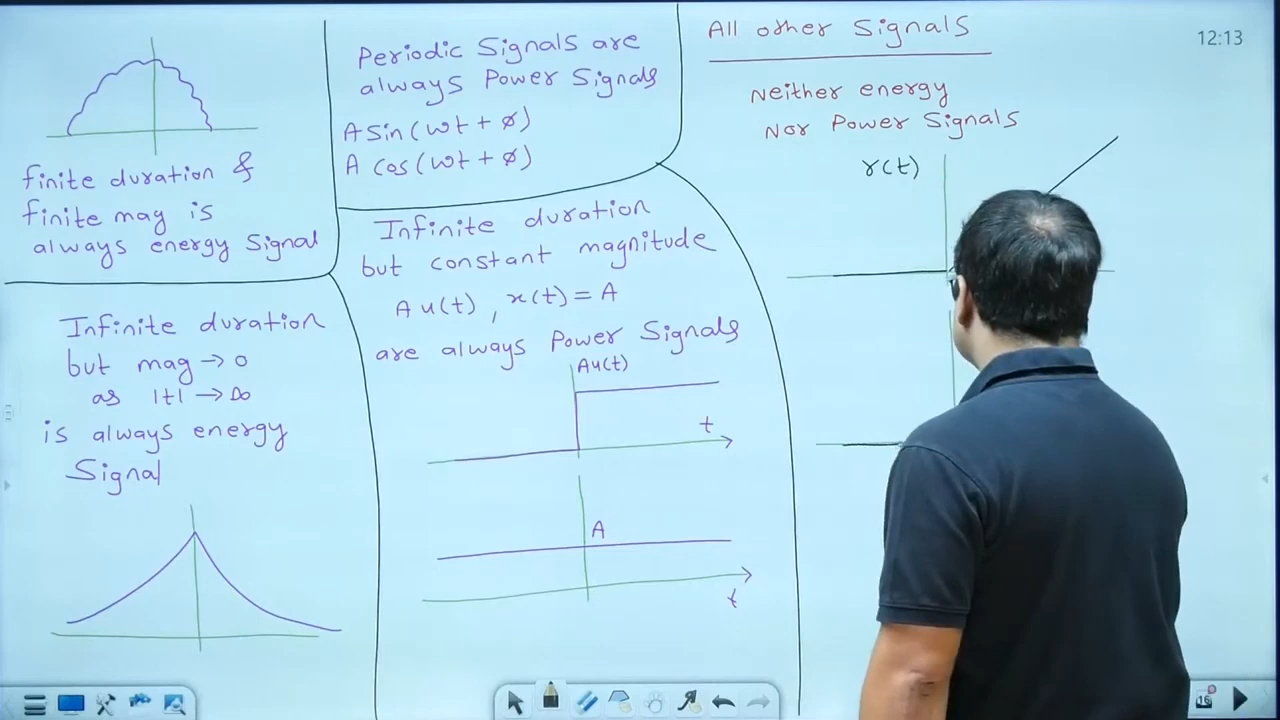 finite duration &
finite mag is
always energy Signal
Infinite duration
but mag → 0
as |t| → ∞
is always energy
Signal
Periodic Signals are
always Power Signals
A sin(ωt + ø)
A cos(ωt + ø)
Infinite duration
but constant magnitude
A u(t) , x(t) = A
are always Power Signals
Au(t)
t
A
t
All other Signals
Neither energy
Nor Power Signals
r(t)
12:13
16